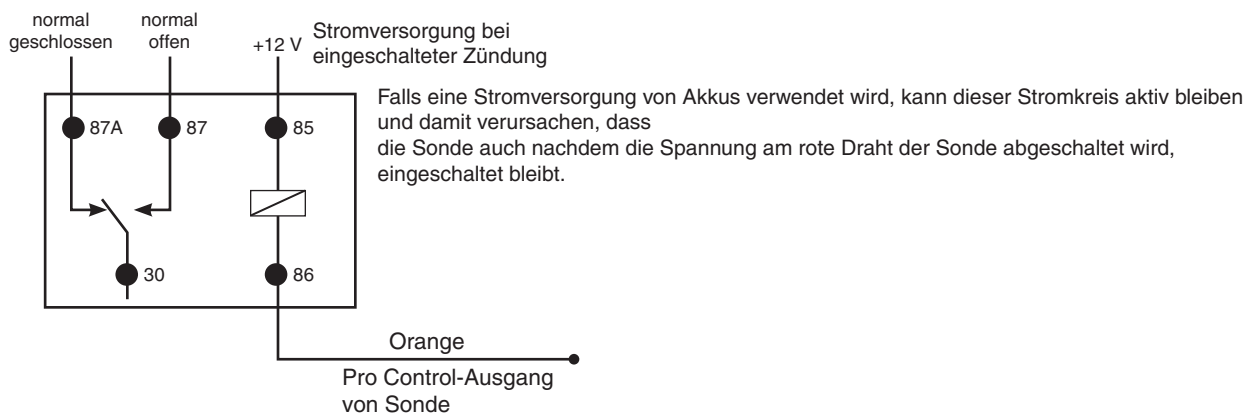 normal
geschlossen
normal
offen
+12 V
Stromversorgung bei
eingeschalteter Zündung
Falls eine Stromversorgung von Akkus verwendet wird, kann dieser Stromkreis aktiv bleiben
und damit verursachen, dass
die Sonde auch nachdem die Spannung am rote Draht der Sonde abgeschaltet wird,
eingeschaltet bleibt.
87A
87
85
30
86
Orange
Pro Control-Ausgang
von Sonde